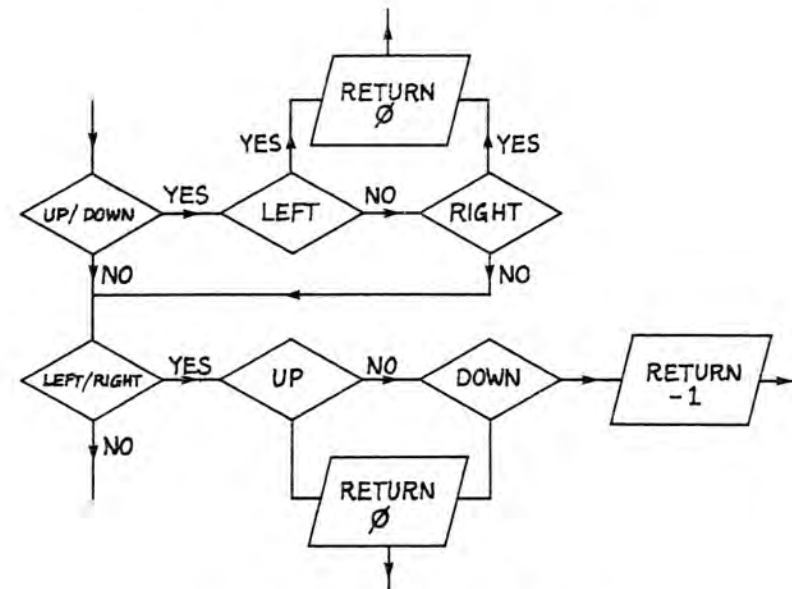 RETURN
Ø
YES
YES
UP/DOWN
YES
LEFT
NO
RIGHT
NO
NO
LEFT/RIGHT
YES
UP
NO
DOWN
RETURN
-1
NO
RETURN
Ø